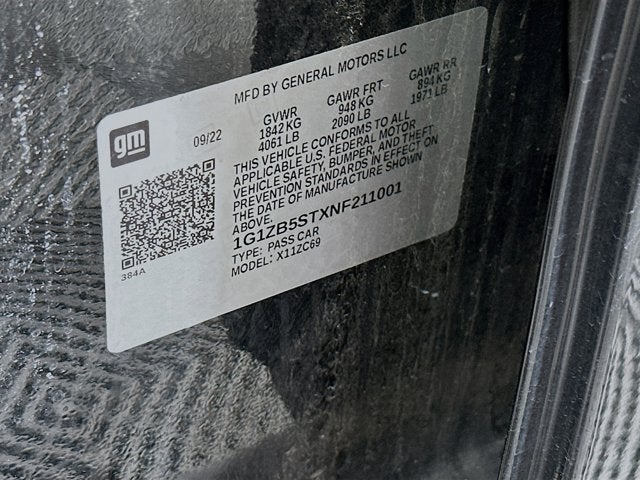 MFD BY GENERAL MOTORS LLC
gm
09/22
GVWR GAWR FRT GAWR RR
1842 KG 948 KG 894 KG
4061 LB 2090 LB 1971 LB
THIS VEHICLE CONFORMS TO ALL
APPLICABLE U.S. FEDERAL MOTOR
VEHICLE SAFETY, BUMPER, AND THEFT
PREVENTION STANDARDS IN EFFECT ON
THE DATE OF MANUFACTURE SHOWN
ABOVE.
1G1ZB5STXNF211001
TYPE: PASS CAR
MODEL: X11ZC69
384A